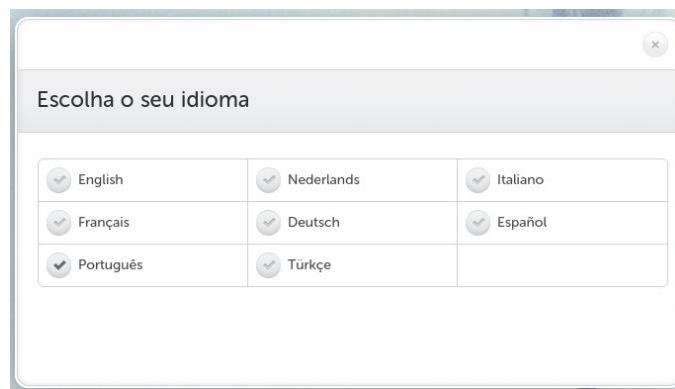 Escolha o seu idioma
English Nederlands Italiano
Français Deutsch Español
Português Türkçe